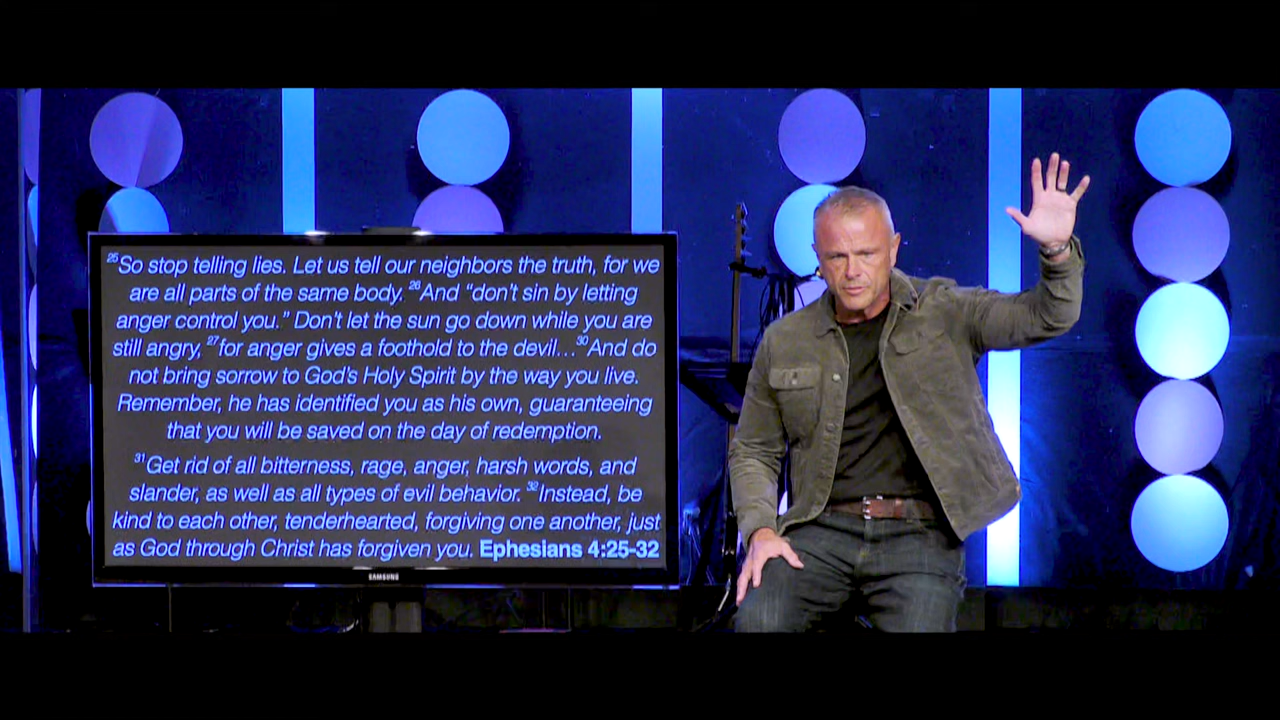 ²⁵So stop telling lies. Let us tell our neighbors the truth, for we
are all parts of the same body. ²⁶And “don’t sin by letting
anger control you.” Don’t let the sun go down while you are
still angry, ²⁷for anger gives a foothold to the devil…³⁰And do
not bring sorrow to God’s Holy Spirit by the way you live.
Remember, he has identified you as his own, guaranteeing
that you will be saved on the day of redemption.
³¹Get rid of all bitterness, rage, anger, harsh words, and
slander, as well as all types of evil behavior. ³²Instead, be
kind to each other, tenderhearted, forgiving one another, just
as God through Christ has forgiven you. Ephesians 4:25-32
SAMSUNG